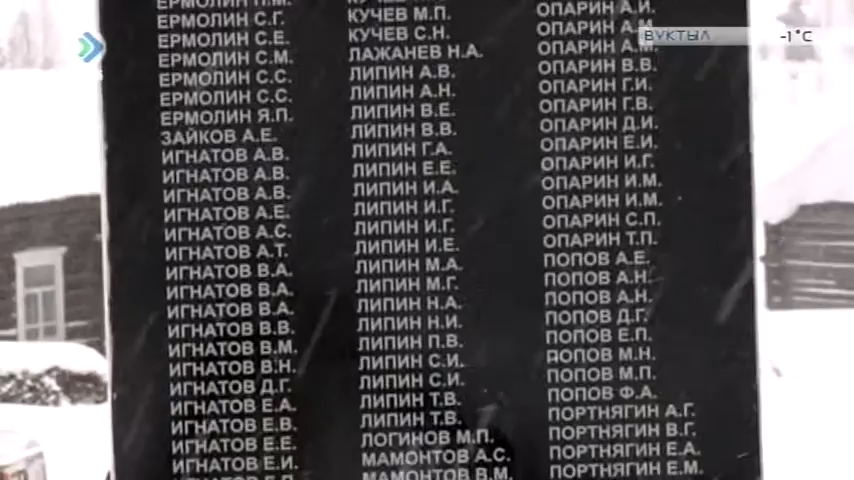 ВУКТЫЛ
-1°C
ЕРМОЛИН С.Г.
ЕРМОЛИН С.Е.
ЕРМОЛИН С.М.
ЕРМОЛИН С.С.
ЕРМОЛИН С.С.
ЕРМОЛИН Я.П.
ЗАЙКОВ А.Е.
ИГНАТОВ А.В.
ИГНАТОВ А.В.
ИГНАТОВ А.В.
ИГНАТОВ А.Е.
ИГНАТОВ А.С.
ИГНАТОВ А.Т.
ИГНАТОВ В.А.
ИГНАТОВ В.А.
ИГНАТОВ В.А.
ИГНАТОВ В.В.
ИГНАТОВ В.М.
ИГНАТОВ В.Н.
ИГНАТОВ Д.Г.
ИГНАТОВ Е.А.
ИГНАТОВ Е.В.
ИГНАТОВ Е.Е.
ИГНАТОВ Е.И.
КУЧЕВ М.П.
КУЧЕВ С.Н.
ЛАЖАНЕВ Н.А.
ЛИПИН А.В.
ЛИПИН А.Н.
ЛИПИН В.Е.
ЛИПИН В.В.
ЛИПИН Г.А.
ЛИПИН Е.Е.
ЛИПИН И.А.
ЛИПИН И.Г.
ЛИПИН И.Г.
ЛИПИН И.Е.
ЛИПИН М.А.
ЛИПИН М.Г.
ЛИПИН Н.А.
ЛИПИН Н.И.
ЛИПИН П.В.
ЛИПИН С.И.
ЛИПИН С.И.
ЛИПИН Т.В.
ЛИПИН Т.В.
ЛОГИНОВ М.П.
МАМОНТОВ А.С.
МАМОНТОВ В.М.
ОПАРИН А.И.
ОПАРИН А.И.
ОПАРИН А.М.
ОПАРИН В.В.
ОПАРИН Г.И.
ОПАРИН Г.В.
ОПАРИН Д.И.
ОПАРИН Е.И.
ОПАРИН И.Г.
ОПАРИН И.М.
ОПАРИН И.М.
ОПАРИН С.П.
ОПАРИН Т.П.
ПОПОВ А.Е.
ПОПОВ А.Н.
ПОПОВ А.Н.
ПОПОВ Д.Г.
ПОПОВ Е.П.
ПОПОВ М.Н.
ПОПОВ М.П.
ПОПОВ Ф.А.
ПОРТНЯГИН А.Г.
ПОРТНЯГИН В.Г.
ПОРТНЯГИН Е.А.
ПОРТНЯГИН Е.М.